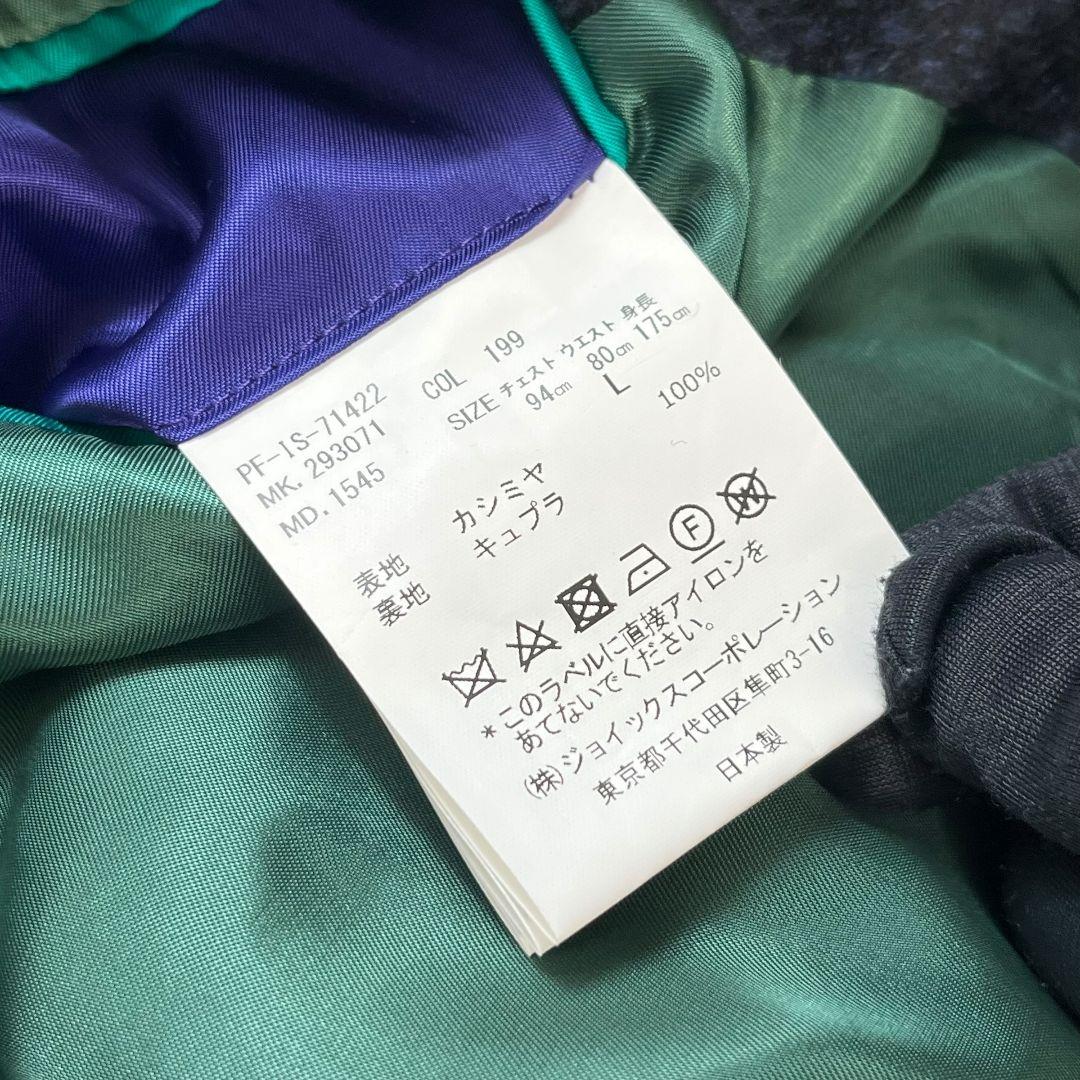 PF-IS-71422
MK. 293071
MD. 1545
COL 199
SIZE チェスト ウエスト 身長
94㎝ 80㎝ 175㎝
L
表地 カシミヤ 100%
裏地 キュプラ
F
W
*このラベルに直接アイロンを
あてないでください。
(株)ジョイックスコーポレーション
東京都千代田区隼町3-16
日本製